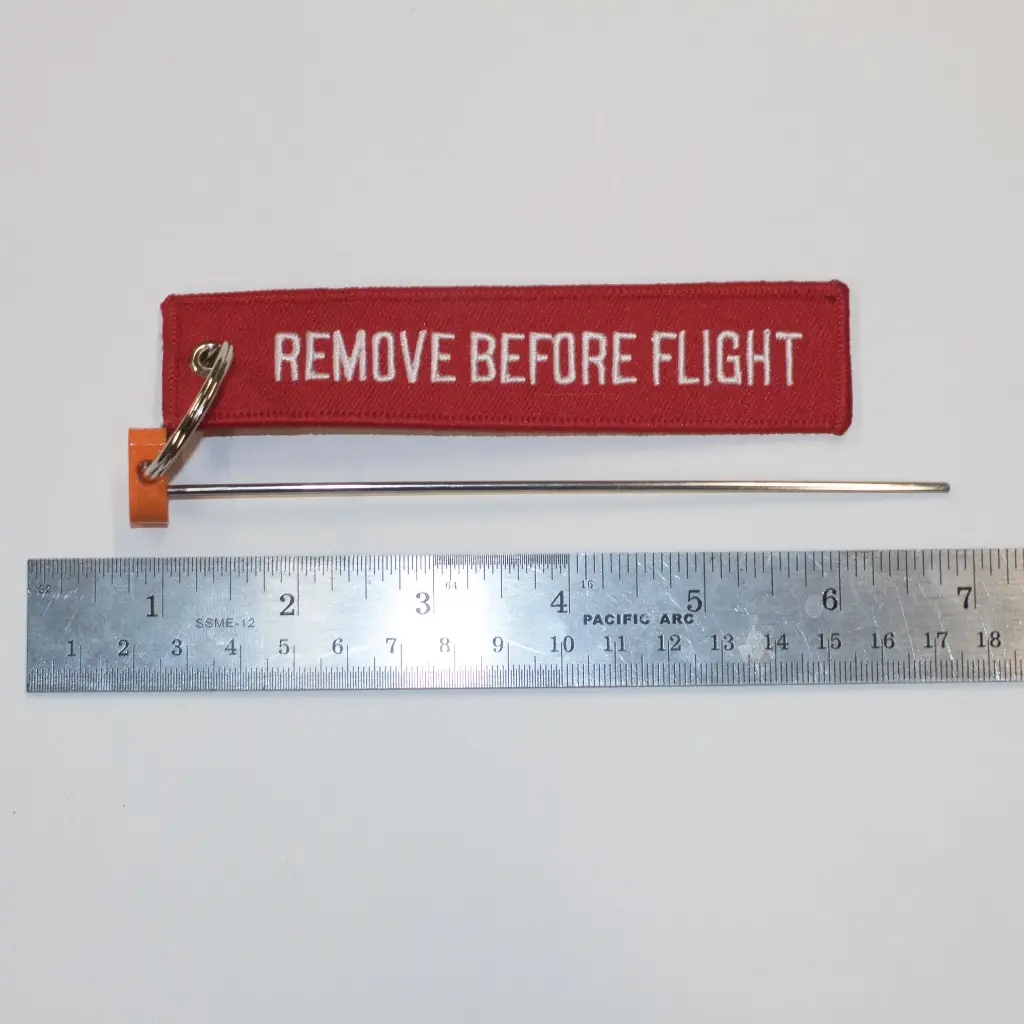 REMOVE BEFORE FLIGHT
32 64 16
1 2 3 4 5 6 7
SSME-12 PACIFIC ARC
1 2 3 4 5 6 7 8 9 10 11 12 13 14 15 16 17 18